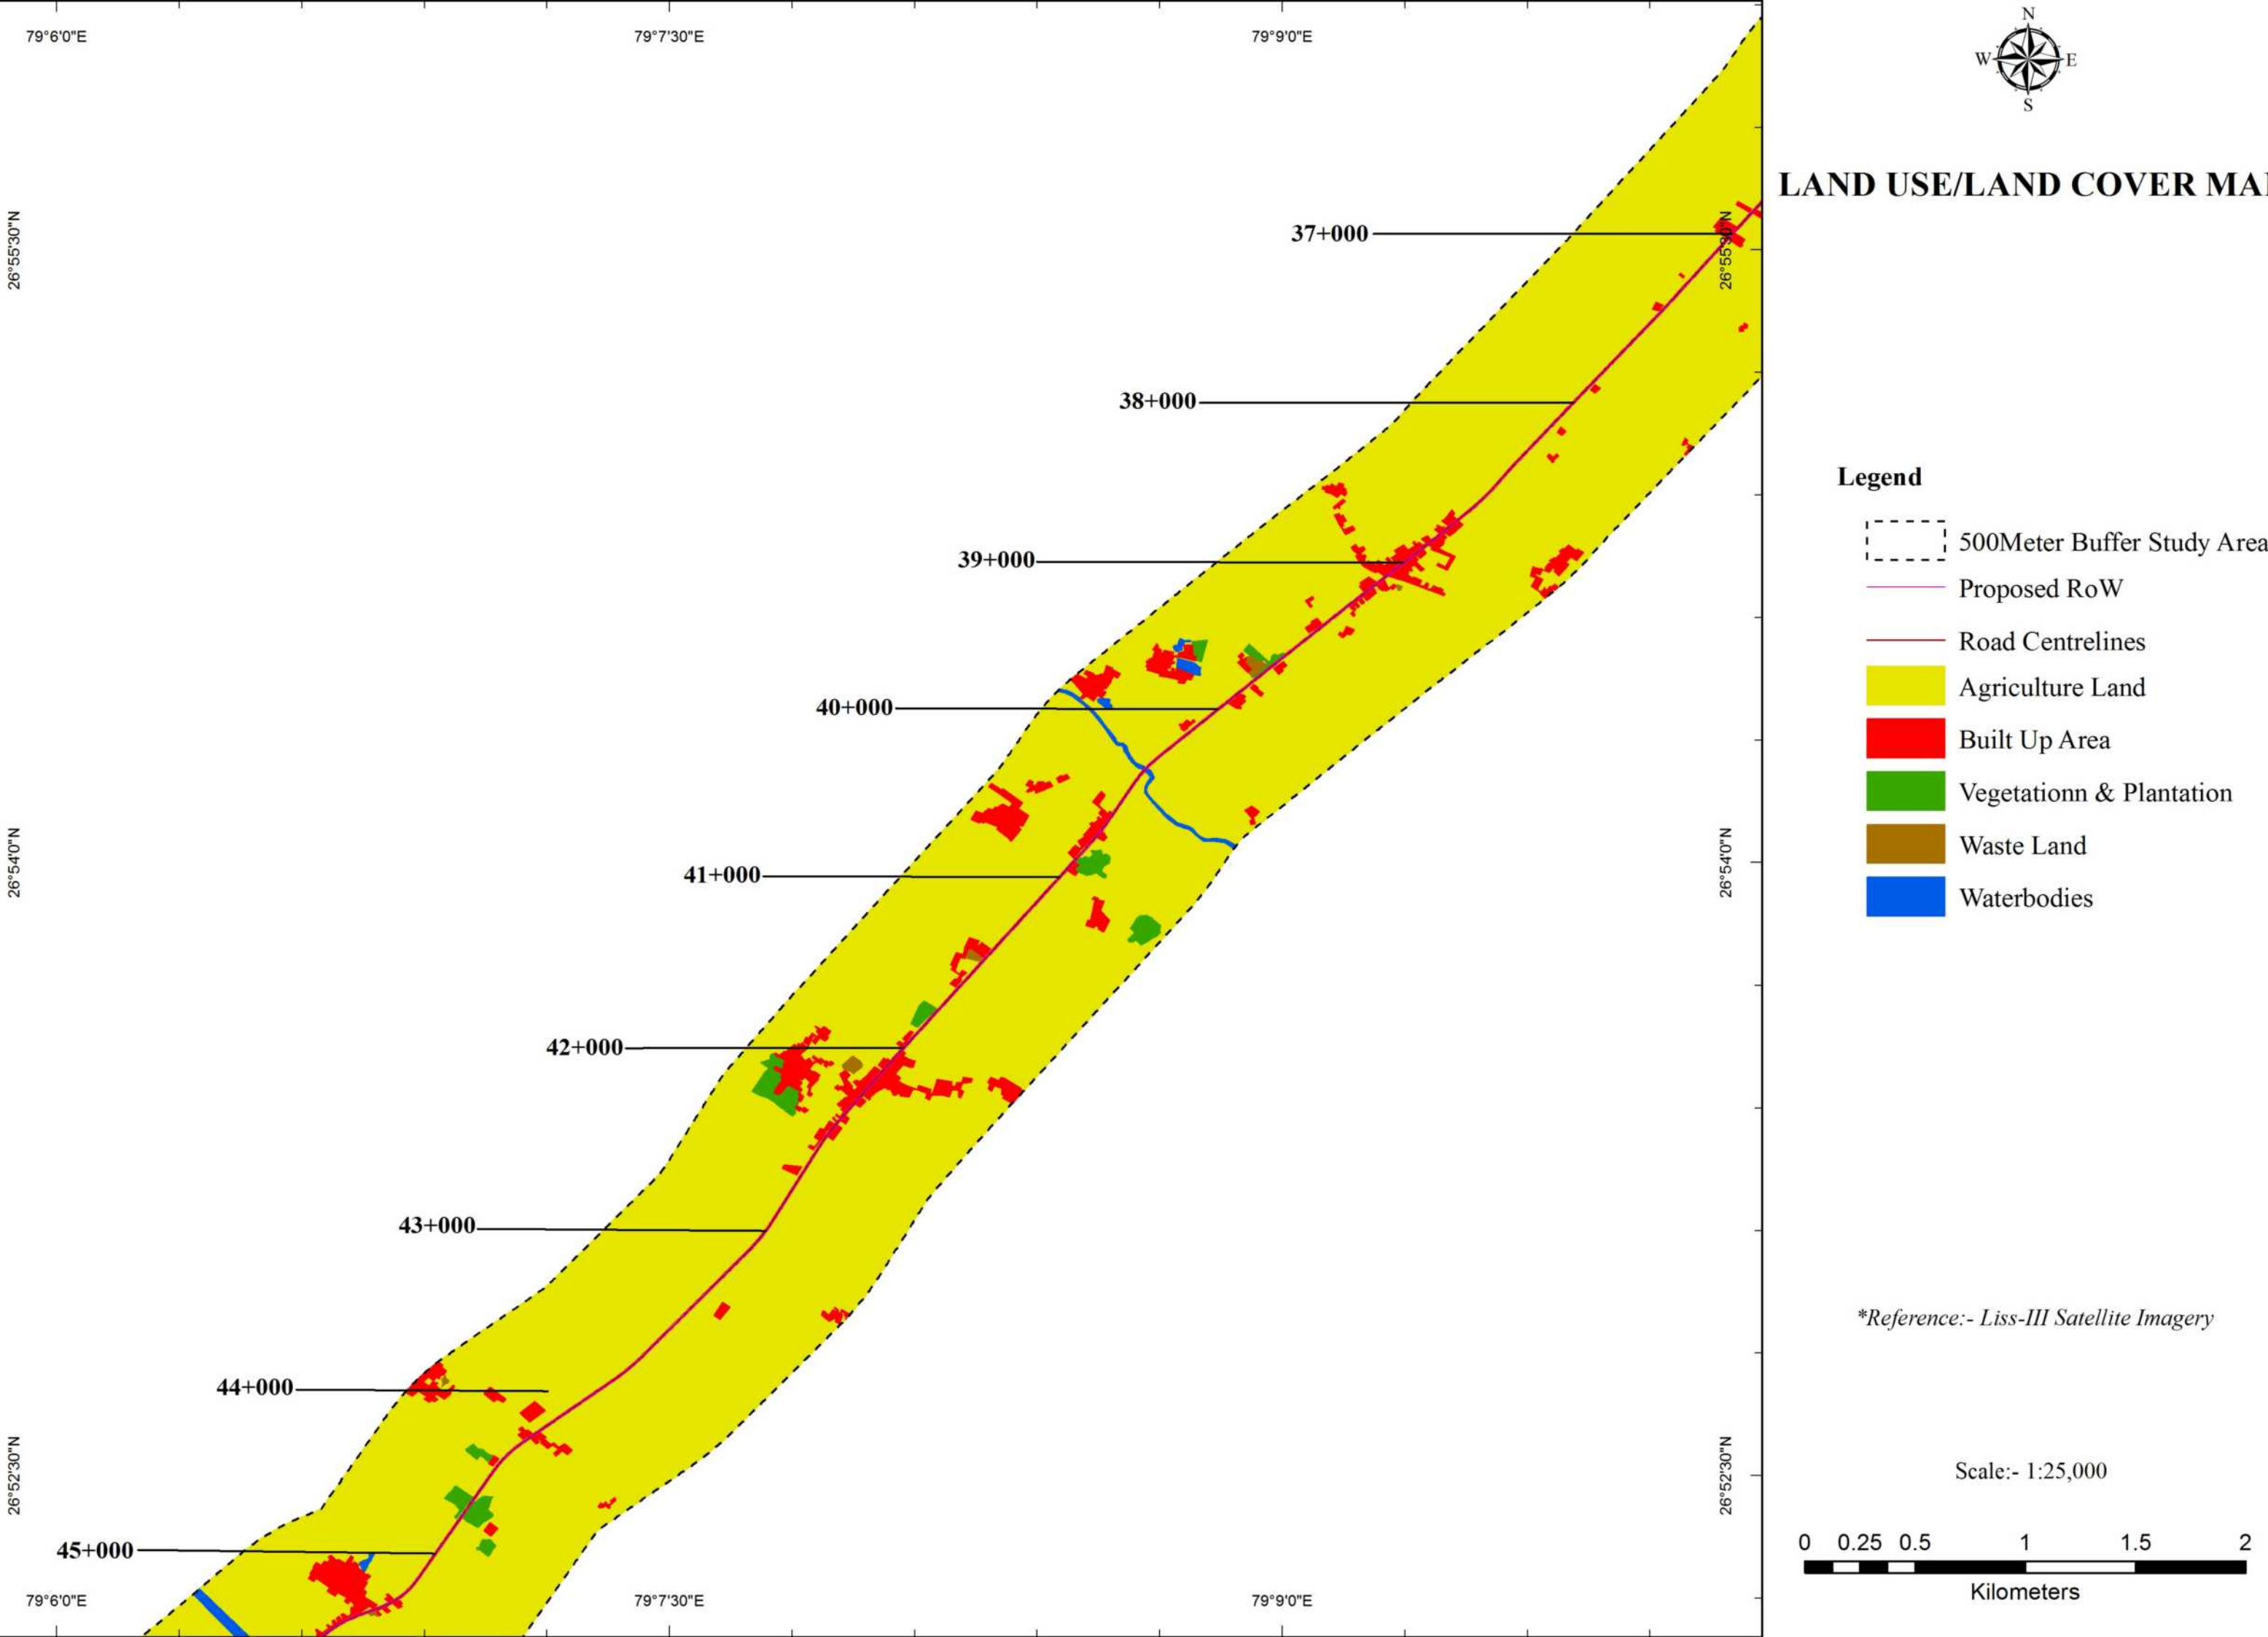 79°6'0"E
79°7'30"E
79°9'0"E
N
W
E
S
LAND USE/LAND COVER MA
26°55'30"N
26°55'30"N
37+000
38+000
39+000
40+000
41+000
42+000
43+000
44+000
45+000
26°54'0"N
26°54'0"N
26°52'30"N
26°52'30"N
Legend
500Meter Buffer Study Area
Proposed RoW
Road Centrelines
Agriculture Land
Built Up Area
Vegetationn & Plantation
Waste Land
Waterbodies
*Reference:- Liss-III Satellite Imagery
Scale:- 1:25,000
0 0.25 0.5 1 1.5 2
Kilometers
79°6'0"E
79°7'30"E
79°9'0"E